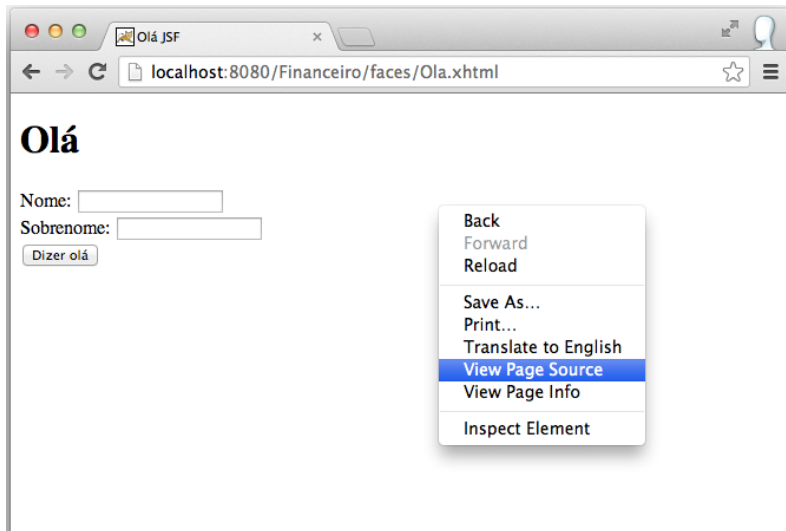 Olá JSF
localhost:8080/Financeiro/faces/Ola.xhtml
Olá
Nome:
Sobrenome:
Dizer olá
Back
Forward
Reload
Save As...
Print...
Translate to English
View Page Source
View Page Info
Inspect Element